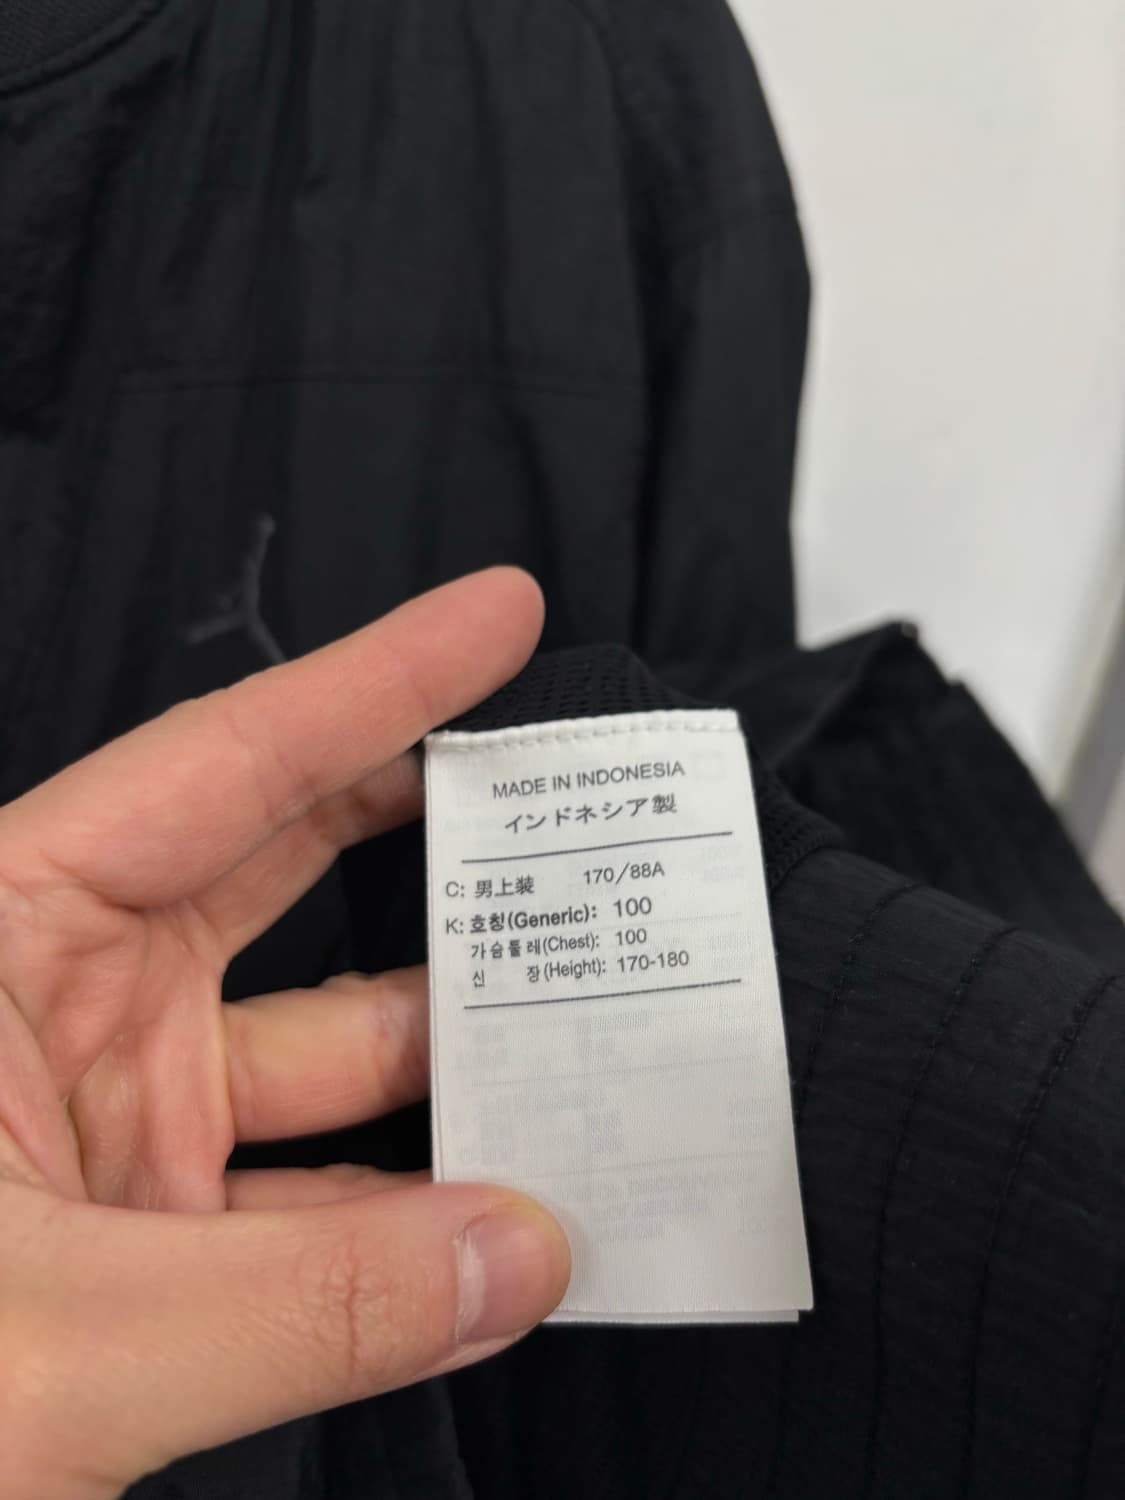 MADE IN INDONESIA
インドネシア製
C: 男上装 170/88A
K: 호칭(Generic): 100
가슴둘레(Chest): 100
신 장(Height): 170-180